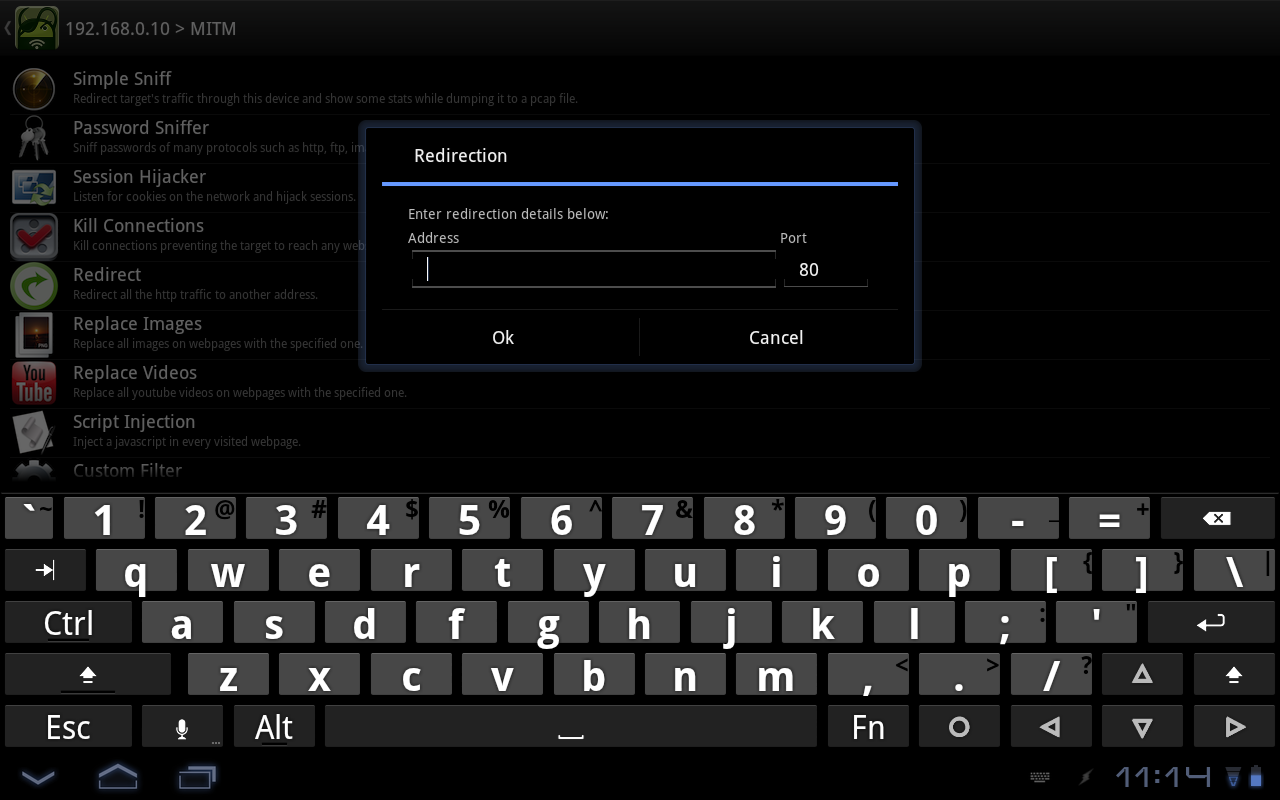 192.168.0.10 > MITM
Simple Sniff
Redirect target's traffic through this device and show some stats while dumping it to a pcap file.
Password Sniffer
Sniff passwords of many protocols such as http, ftp, im
Session Hijacker
Listen for cookies on the network and hijack sessions.
Kill Connections
Kill connections preventing the target to reach any web
Redirect
Redirect all the http traffic to another address.
Replace Images
Replace all images on webpages with the specified one.
PNG
Replace Videos
Replace all youtube videos on webpages with the specified one.
You
Tube
Script Injection
Inject a javascript in every visited webpage.
Custom Filter
Redirection
Enter redirection details below:
Address Port
80
Ok Cancel
` ~ 1 ! 2 @ 3 # 4 $ 5 % 6 ^ 7 & 8 * 9 ( 0 ) - _ = +
q w e r t y u i o p [ { ] } \ |
Ctrl a s d f g h j k l ; : ' "
z x c v b n m , < . > / ?
Esc ... Alt Fn
11:14